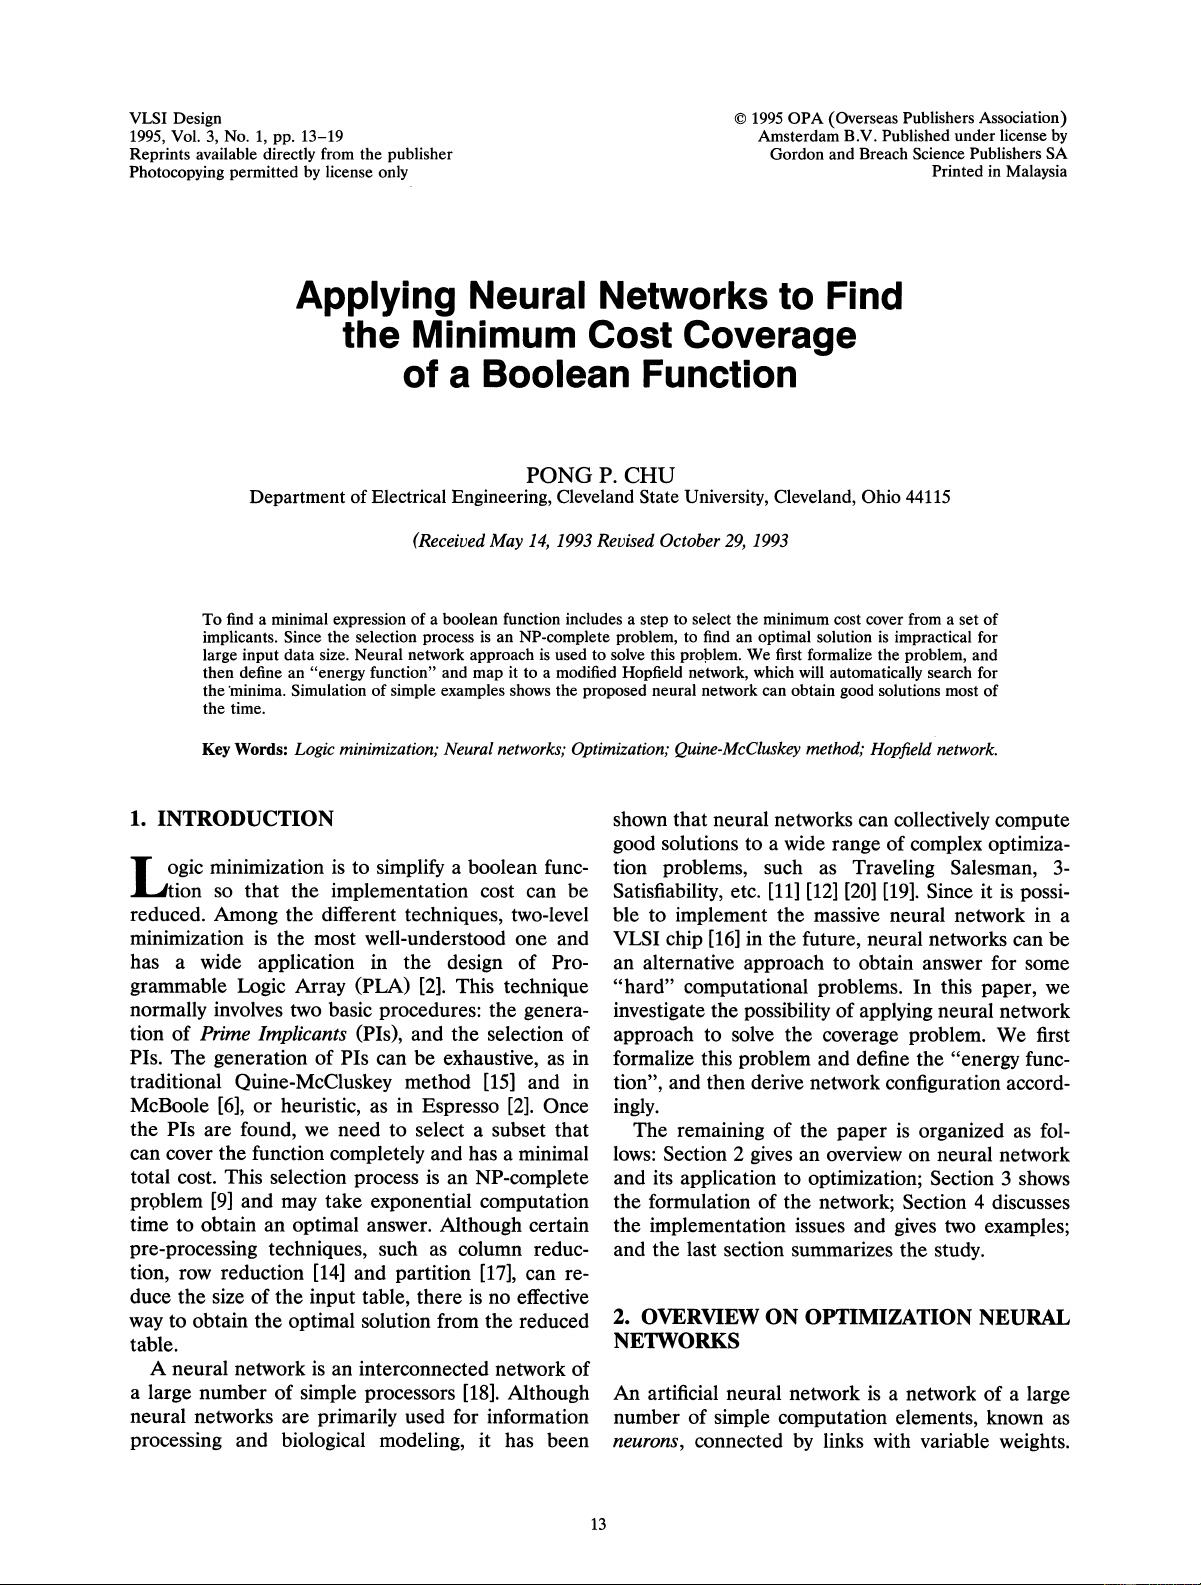 VLSI Design
1995, Vol. 3, No. 1, pp. 13–19
Reprints available directly from the publisher
Photocopying permitted by license only
© 1995 OPA (Overseas Publishers Association)
Amsterdam B.V. Published under license by
Gordon and Breach Science Publishers SA
Printed in Malaysia
Applying Neural Networks to Find
the Minimum Cost Coverage
of a Boolean Function
PONG P. CHU
Department of Electrical Engineering, Cleveland State University, Cleveland, Ohio 44115
(Received May 14, 1993 Revised October 29, 1993
To find a minimal expression of a boolean function includes a step to select the minimum cost cover from a set of
implicants. Since the selection process is an NP-complete problem, to find an optimal solution is impractical for
large input data size. Neural network approach is used to solve this problem. We first formalize the problem, and
then define an “energy function” and map it to a modified Hopfield network, which will automatically search for
the minima. Simulation of simple examples shows the proposed neural network can obtain good solutions most of
the time.
Key Words: Logic minimization; Neural networks; Optimization; Quine-McCluskey method; Hopfield network.
1. INTRODUCTION
Logic minimization is to simplify a boolean func-
tion so that the implementation cost can be
reduced. Among the different techniques, two-level
minimization is the most well-understood one and
has a wide application in the design of Pro-
grammable Logic Array (PLA) [2]. This technique
normally involves two basic procedures: the genera-
tion of Prime Implicants (PIs), and the selection of
PIs. The generation of PIs can be exhaustive, as in
traditional Quine-McCluskey method [15] and in
McBoole [6], or heuristic, as in Espresso [2]. Once
the PIs are found, we need to select a subset that
can cover the function completely and has a minimal
total cost. This selection process is an NP-complete
problem [9] and may take exponential computation
time to obtain an optimal answer. Although certain
pre-processing techniques, such as column reduc-
tion, row reduction [14] and partition [17], can re-
duce the size of the input table, there is no effective
way to obtain the optimal solution from the reduced
table.
A neural network is an interconnected network of
a large number of simple processors [18]. Although
neural networks are primarily used for information
processing and biological modeling, it has been
shown that neural networks can collectively compute
good solutions to a wide range of complex optimiza-
tion problems, such as Traveling Salesman, 3-
Satisfiability, etc. [11] [12] [20] [19]. Since it is possi-
ble to implement the massive neural network in a
VLSI chip [16] in the future, neural networks can be
an alternative approach to obtain answer for some
“hard” computational problems. In this paper, we
investigate the possibility of applying neural network
approach to solve the coverage problem. We first
formalize this problem and define the “energy func-
tion”, and then derive network configuration accord-
ingly.
The remaining of the paper is organized as fol-
lows: Section 2 gives an overview on neural network
and its application to optimization; Section 3 shows
the formulation of the network; Section 4 discusses
the implementation issues and gives two examples;
and the last section summarizes the study.
2. OVERVIEW ON OPTIMIZATION NEURAL
NETWORKS
An artificial neural network is a network of a large
number of simple computation elements, known as
neurons, connected by links with variable weights.
13